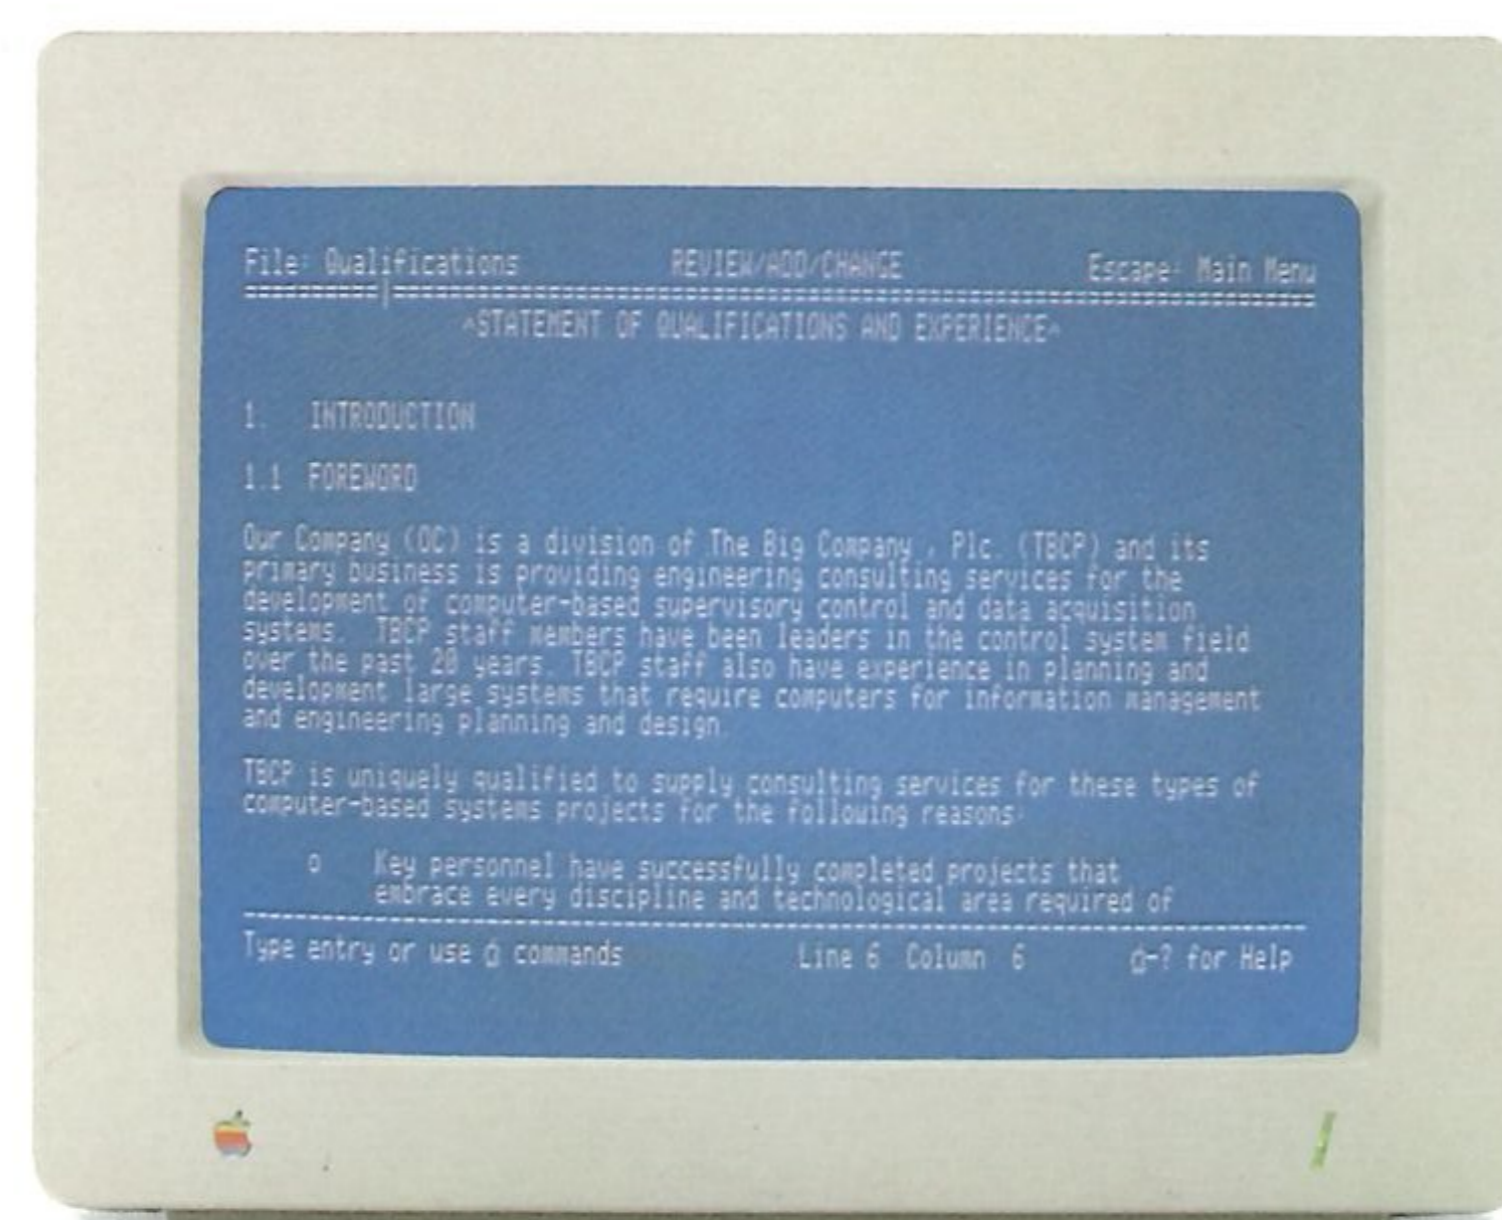 File: Qualifications REVIEW/ADD/CHANGE Escape: Main Menu
^STATEMENT OF QUALIFICATIONS AND EXPERIENCE^
1. INTRODUCTION
1.1 FOREWORD
Our Company (OC) is a division of The Big Company , Plc. (TBCP) and its
primary business is providing engineering consulting services for the
development of computer-based supervisory control and data acquisition
systems. TBCP staff members have been leaders in the control system field
over the past 20 years. TBCP staff also have experience in planning and
development large systems that require computers for information management
and engineering planning and design.
TBCP is uniquely qualified to supply consulting services for these types of
computer-based systems projects for the following reasons:
o Key personnel have successfully completed projects that
embrace every discipline and technological area required of
Type entry or use commands Line 6 Column 6 -? for Help